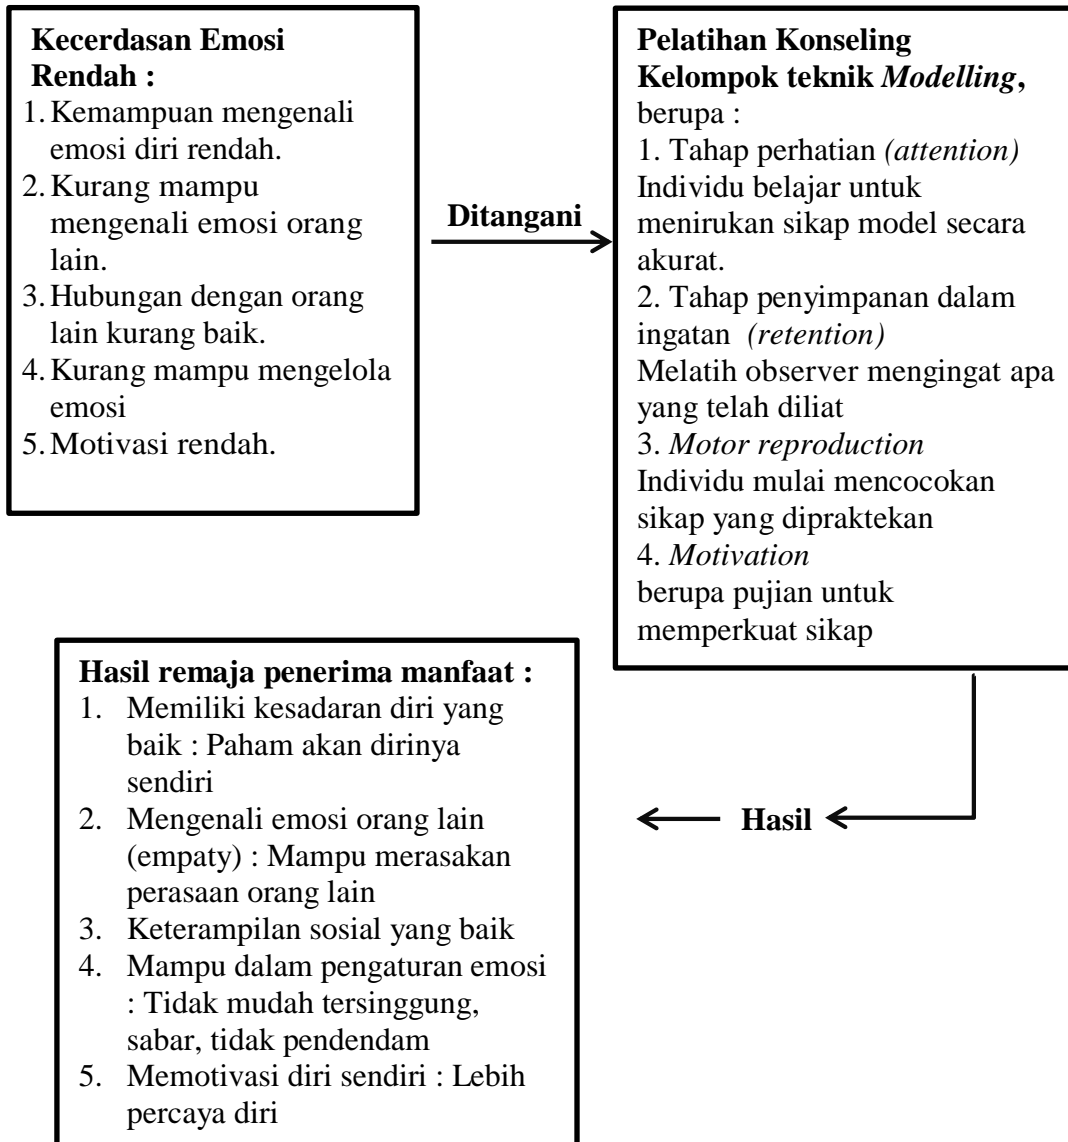 Kecerdasan Emosi
Rendah :
1. Kemampuan mengenali
emosi diri rendah.
2. Kurang mampu
mengenali emosi orang
lain.
3. Hubungan dengan orang
lain kurang baik.
4. Kurang mampu mengelola
emosi
5. Motivasi rendah.
Ditangani
Pelatihan Konseling
Kelompok teknik Modelling,
berupa :
1. Tahap perhatian (attention)
Individu belajar untuk
menirukan sikap model secara
akurat.
2. Tahap penyimpanan dalam
ingatan (retention)
Melatih observer mengingat apa
yang telah diliat
3. Motor reproduction
Individu mulai mencocokan
sikap yang dipraktekan
4. Motivation
berupa pujian untuk
memperkuat sikap
Hasil
Hasil remaja penerima manfaat :
1. Memiliki kesadaran diri yang
baik : Paham akan dirinya
sendiri
2. Mengenali emosi orang lain
(empaty) : Mampu merasakan
perasaan orang lain
3. Keterampilan sosial yang baik
4. Mampu dalam pengaturan emosi
: Tidak mudah tersinggung,
sabar, tidak pendendam
5. Memotivasi diri sendiri : Lebih
percaya diri